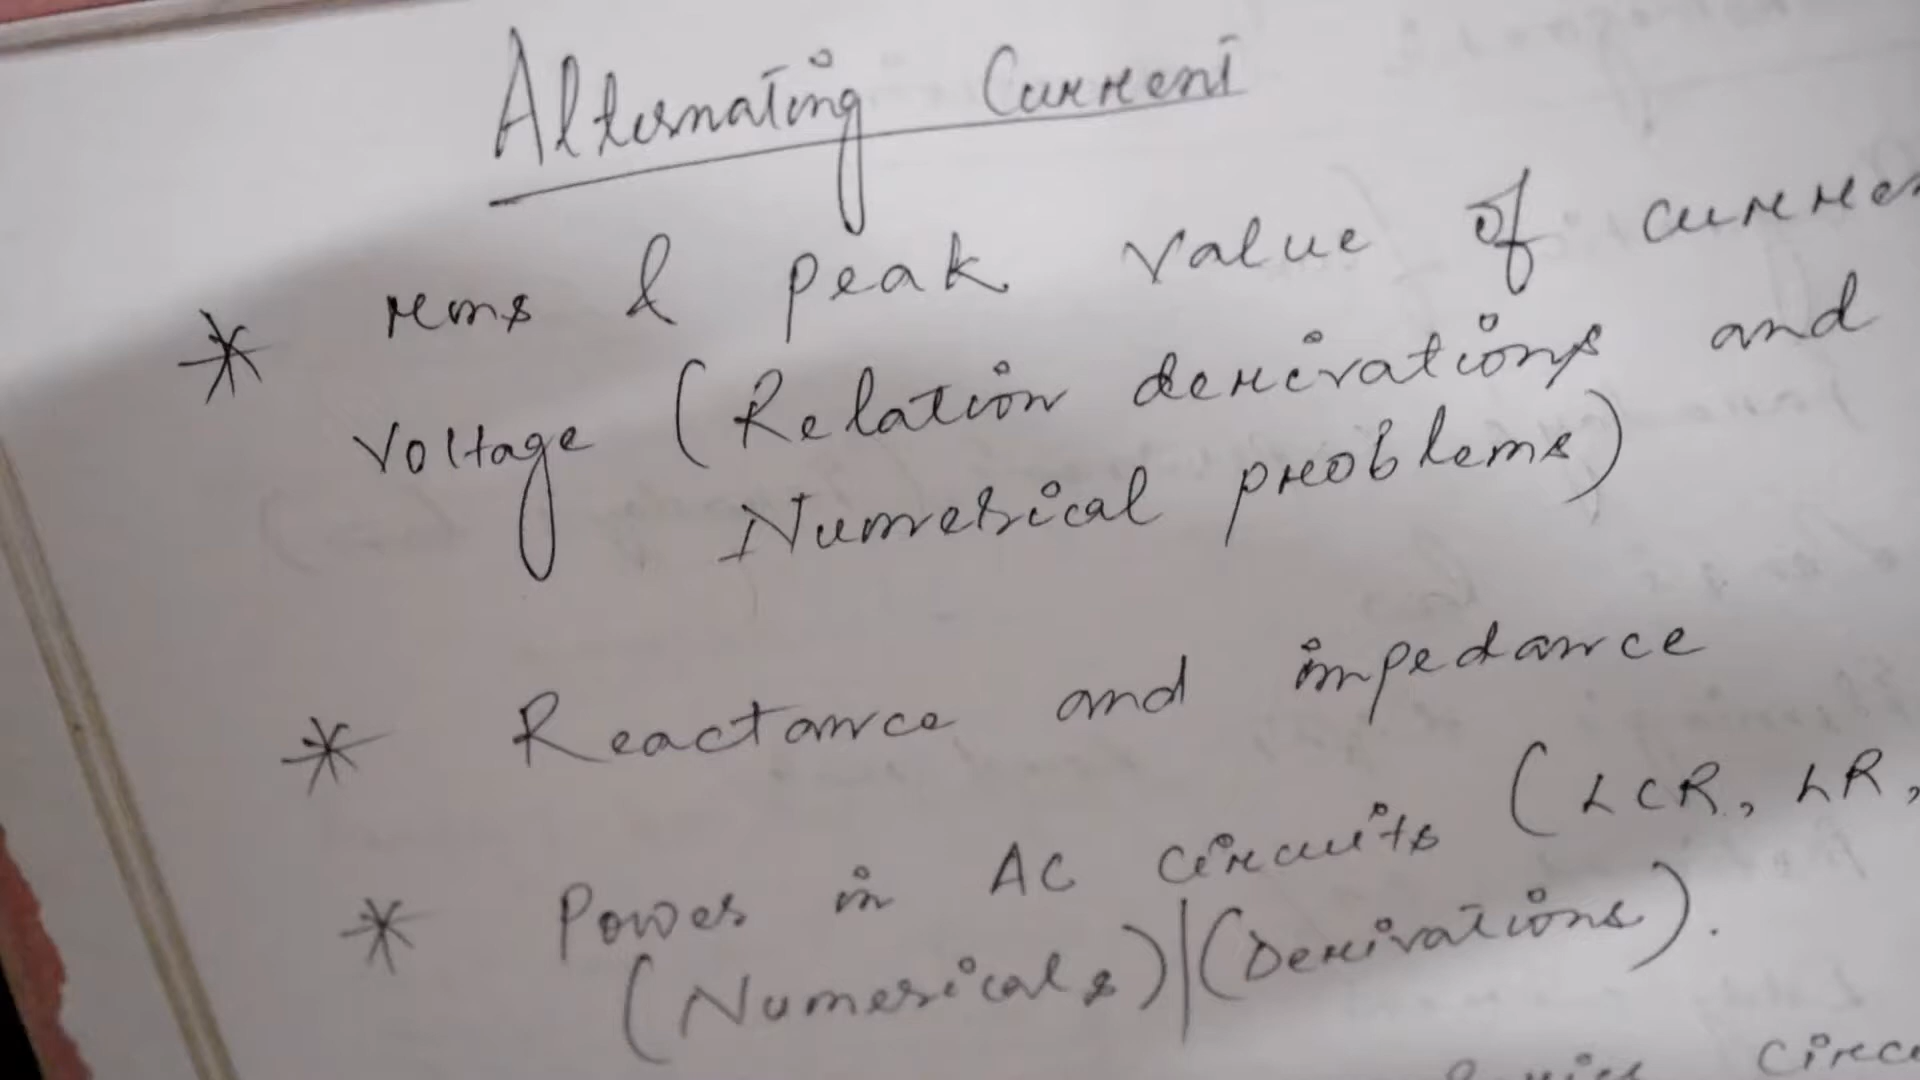 Alternating Current
* rms & peak value of curren
voltage (Relation derivations and
Numerical problems)
* Reactance and impedance
* Power in AC circuits (LCR, LR,
(Numericals)|(Derivations).